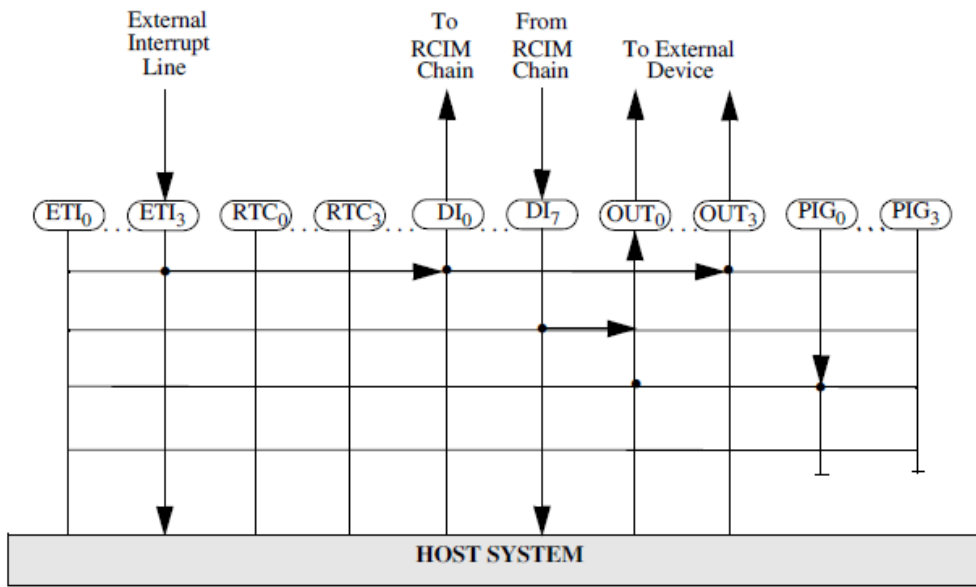 External
Interrupt
Line
To
RCIM
Chain
From
RCIM
Chain
To External
Device
ETI₀ ... ETI₃ RTC₀ ... RTC₃ ... DI₀ ... DI₇ OUT₀ ... OUT₃ PIG₀ ... PIG₃
HOST SYSTEM